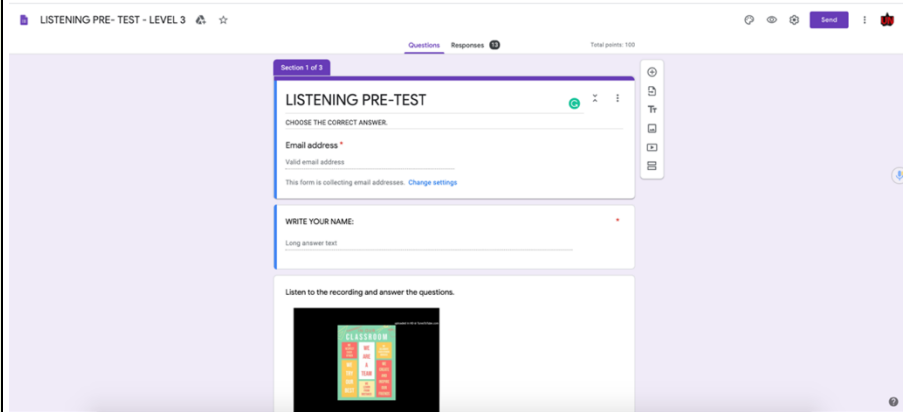 LISTENING PRE- TEST - LEVEL 3
Send
Questions Responses 13 Total points: 100
Section 1 of 3
LISTENING PRE-TEST
CHOOSE THE CORRECT ANSWER.
Email address *
Valid email address
This form is collecting email addresses. Change settings
WRITE YOUR NAME: *
Long answer text
Listen to the recording and answer the questions.
CLASSROOM
WE
ARE
A
TEAM